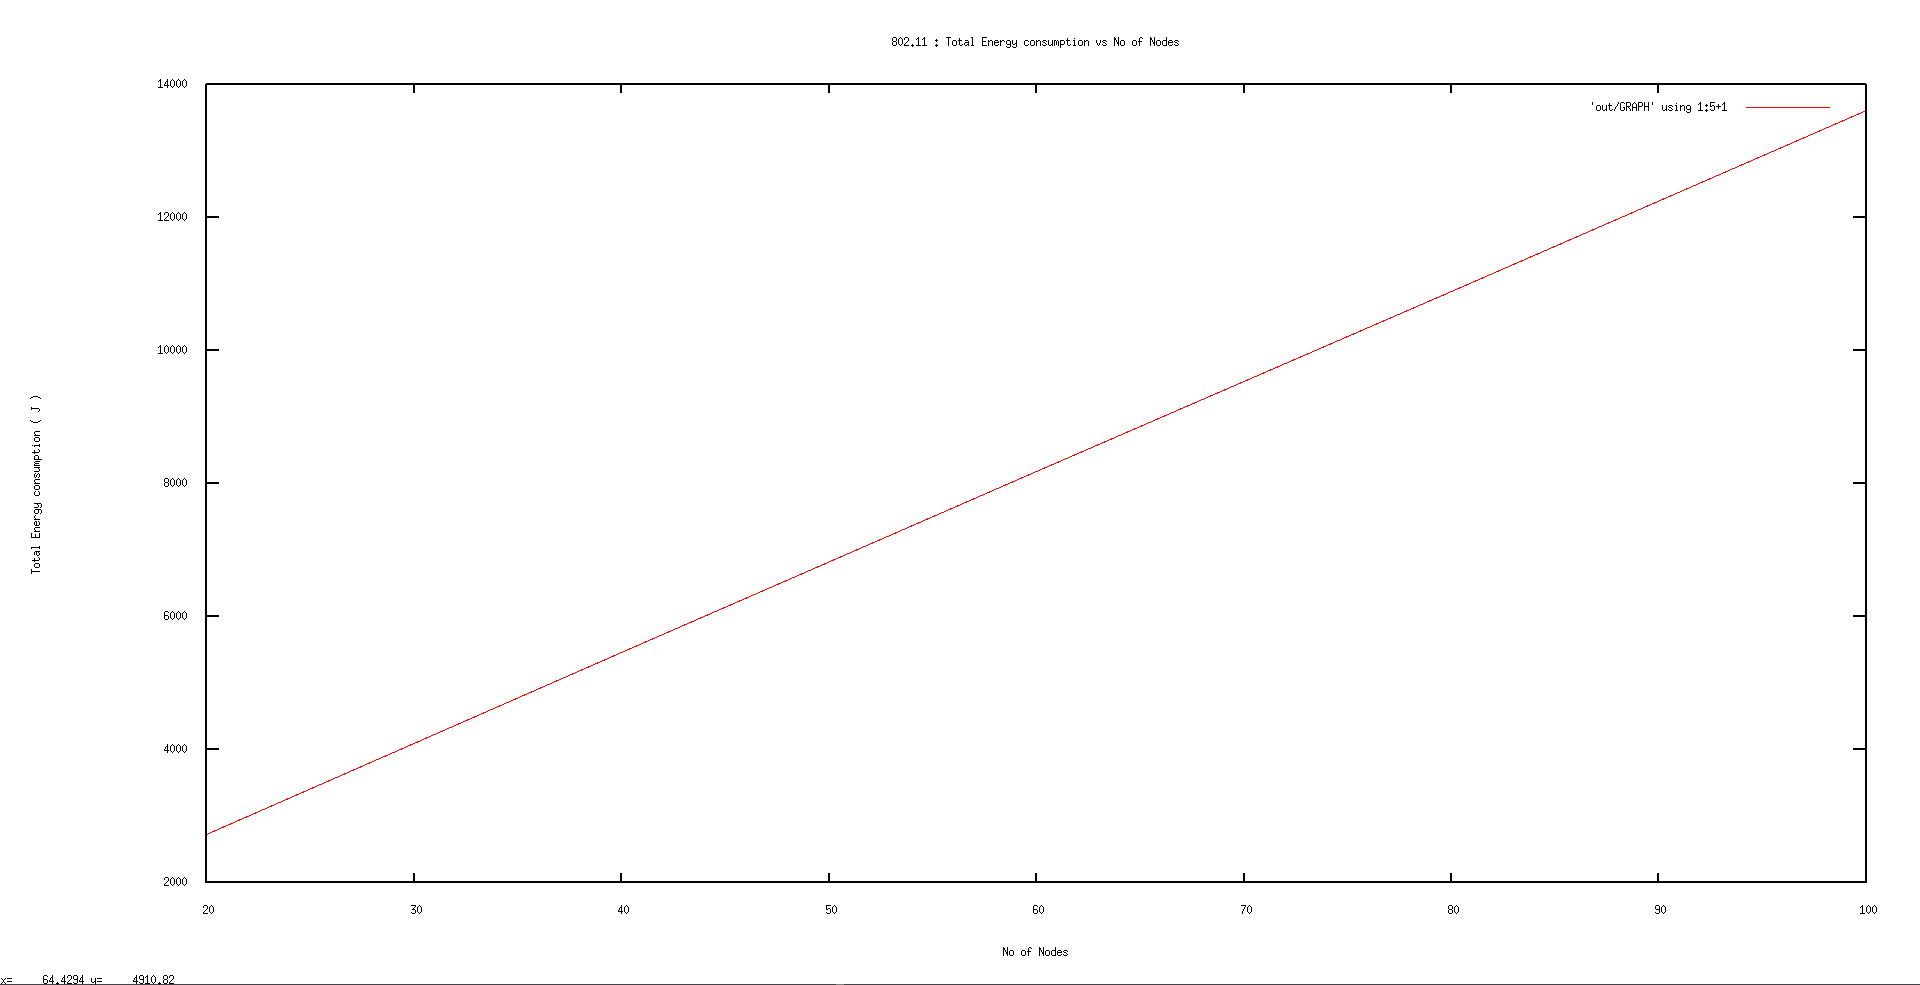 802.11 : Total Energy consumption vs No of Nodes
'out/GRAPH' using 1:5+1
14000
12000
10000
8000
6000
4000
2000
Total Energy consumption ( J )
20 30 40 50 60 70 80 90 100
No of Nodes
x= 64.4294 y= 4910.82